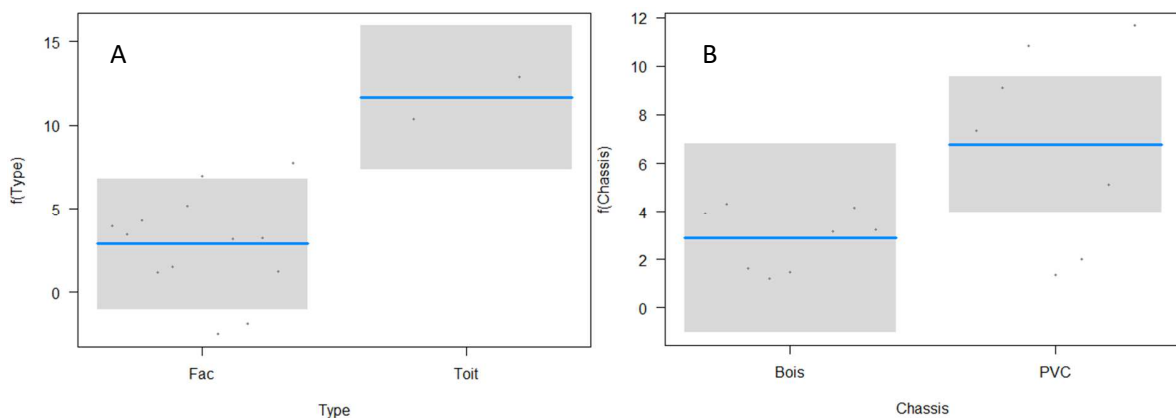 A
f(Type)
15
10
5
0
Fac
Toit
Type
B
f(Chassis)
12
10
8
6
4
2
0
Bois
PVC
Chassis